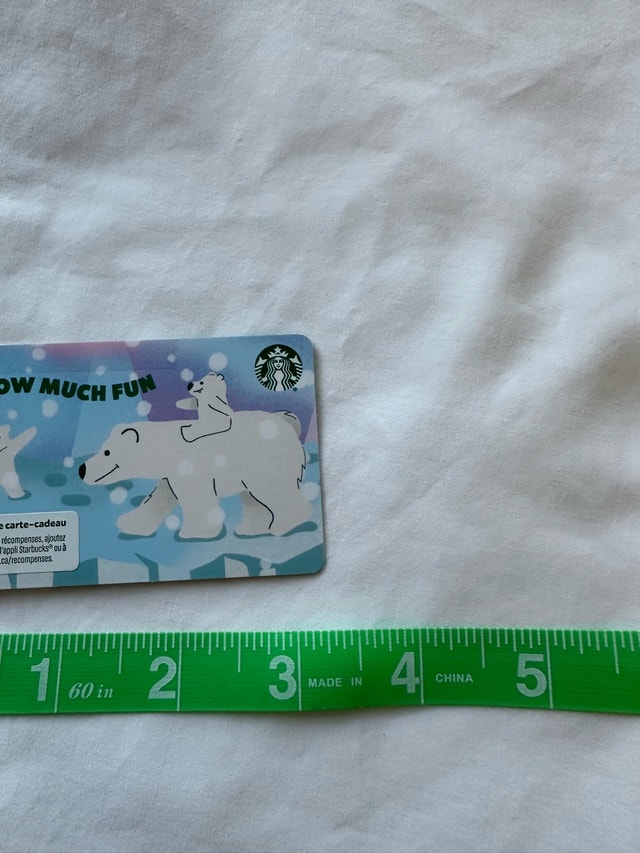 OW MUCH FUN
e carte-cadeau
récompenses, ajoutez
l'appli Starbucks® ou à
.ca/recompenses.
1 60 in 2 3 MADE IN 4 CHINA 5